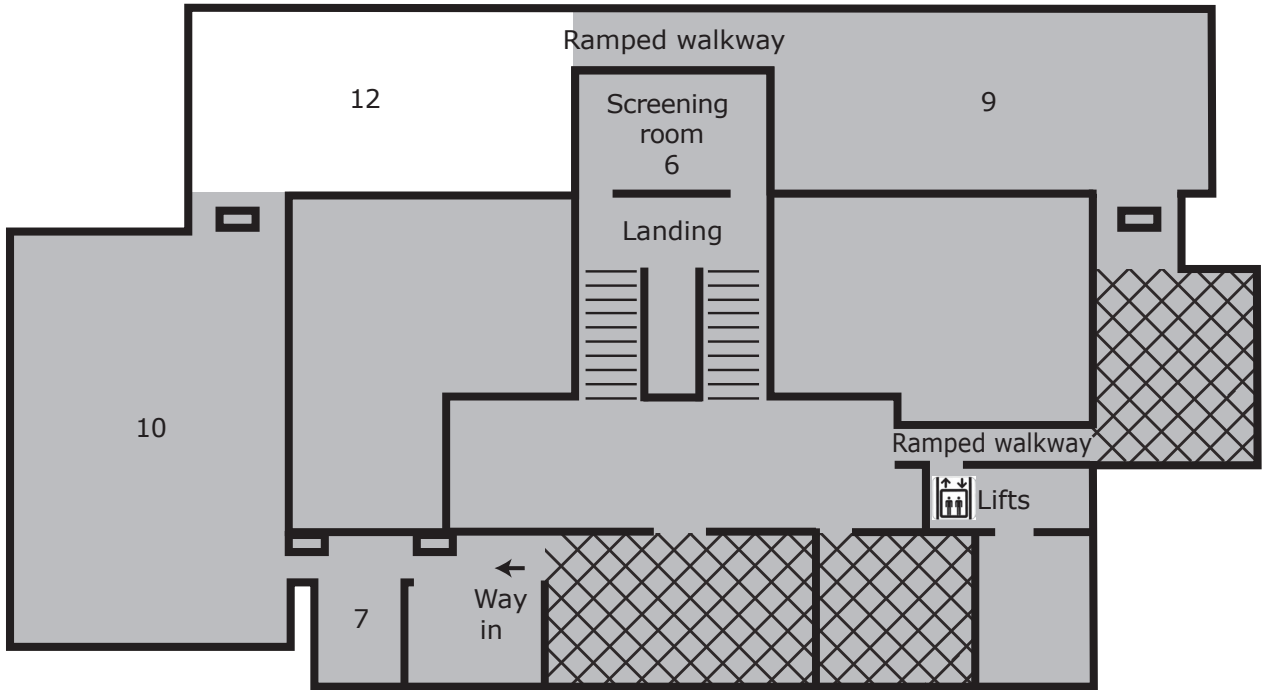 Ramped walkway
12
Screening
room
6
9
Landing
10
Ramped walkway
Lifts
Way
in
7